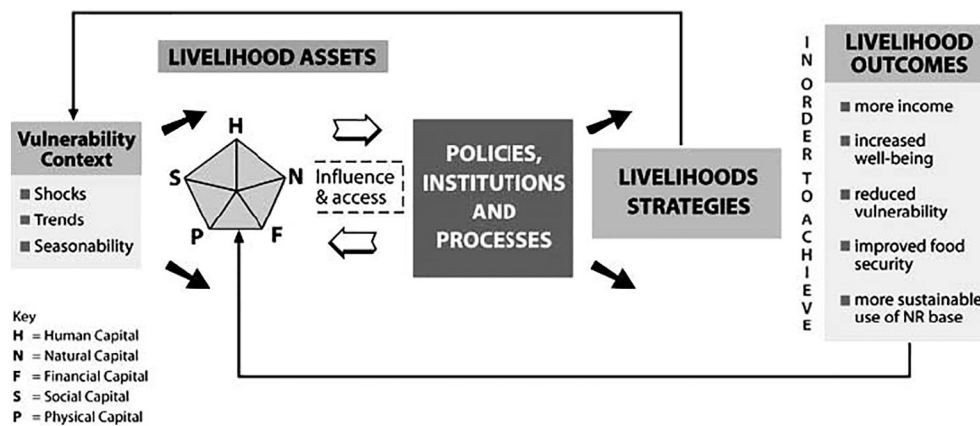 LIVELIHOOD ASSETS
Vulnerability
Context
Shocks
Trends
Seasonability
H
S
N
P
F
Influence
& access
POLICIES,
INSTITUTIONS
AND
PROCESSES
LIVELIHOODS
STRATEGIES
IN ORDER TO ACHIEVE
LIVELIHOOD
OUTCOMES
more income
increased
well-being
reduced
vulnerability
improved food
security
more sustainable
use of NR base
Key
H = Human Capital
N = Natural Capital
F = Financial Capital
S = Social Capital
P = Physical Capital